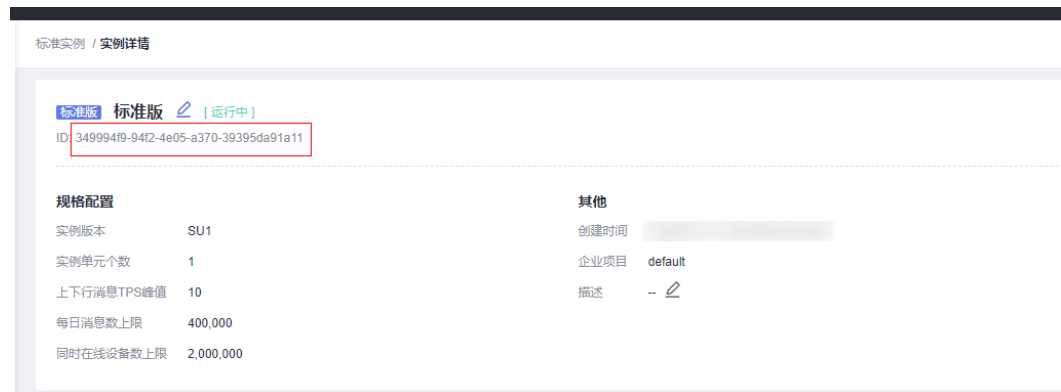 标准实例 / 实例详情
标准版 标准版 [ 运行中 ]
ID: 349994f9-94f2-4e05-a370-39395da91a11
规格配置
实例版本 SU1
实例单元个数 1
上下行消息TPS峰值 10
每日消息数上限 400,000
同时在线设备数上限 2,000,000
其他
创建时间
企业项目 default
描述 --